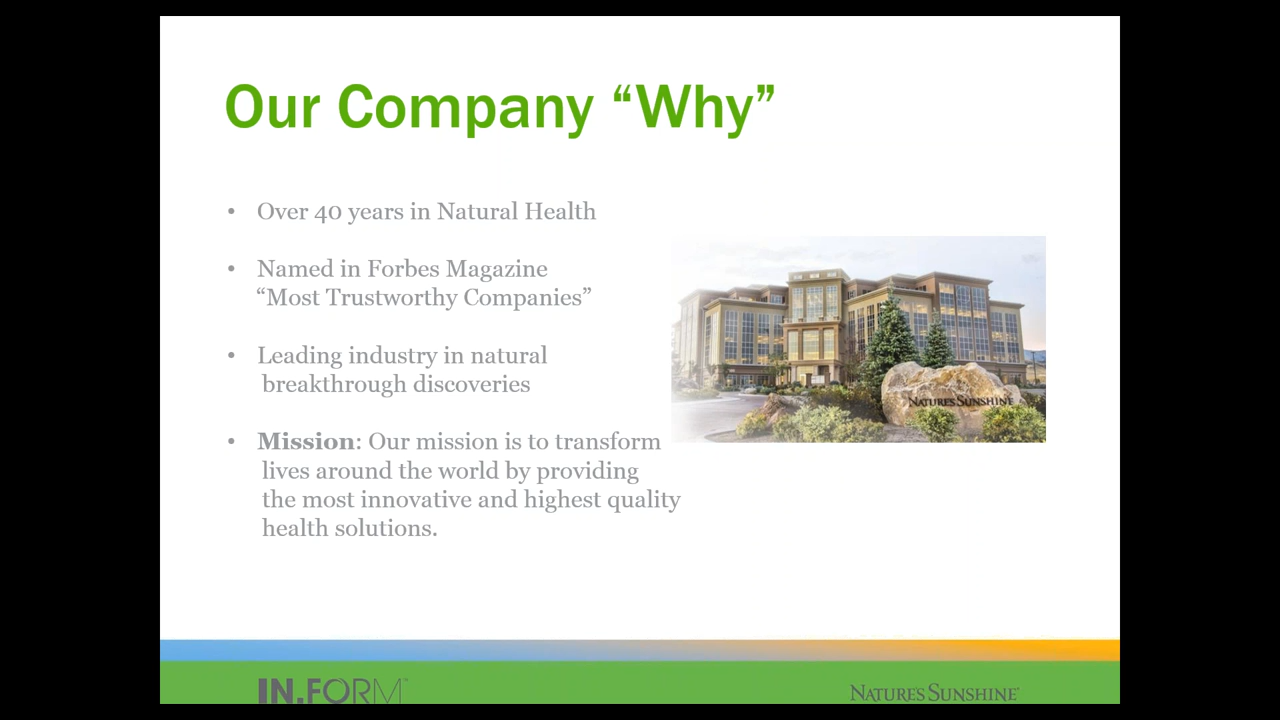 Our Company “Why”
• Over 40 years in Natural Health
• Named in Forbes Magazine
“Most Trustworthy Companies”
• Leading industry in natural
breakthrough discoveries
• Mission: Our mission is to transform
lives around the world by providing
the most innovative and highest quality
health solutions.
NATURE'S SUNSHINE
IN.FORM
NATURE'S SUNSHINE